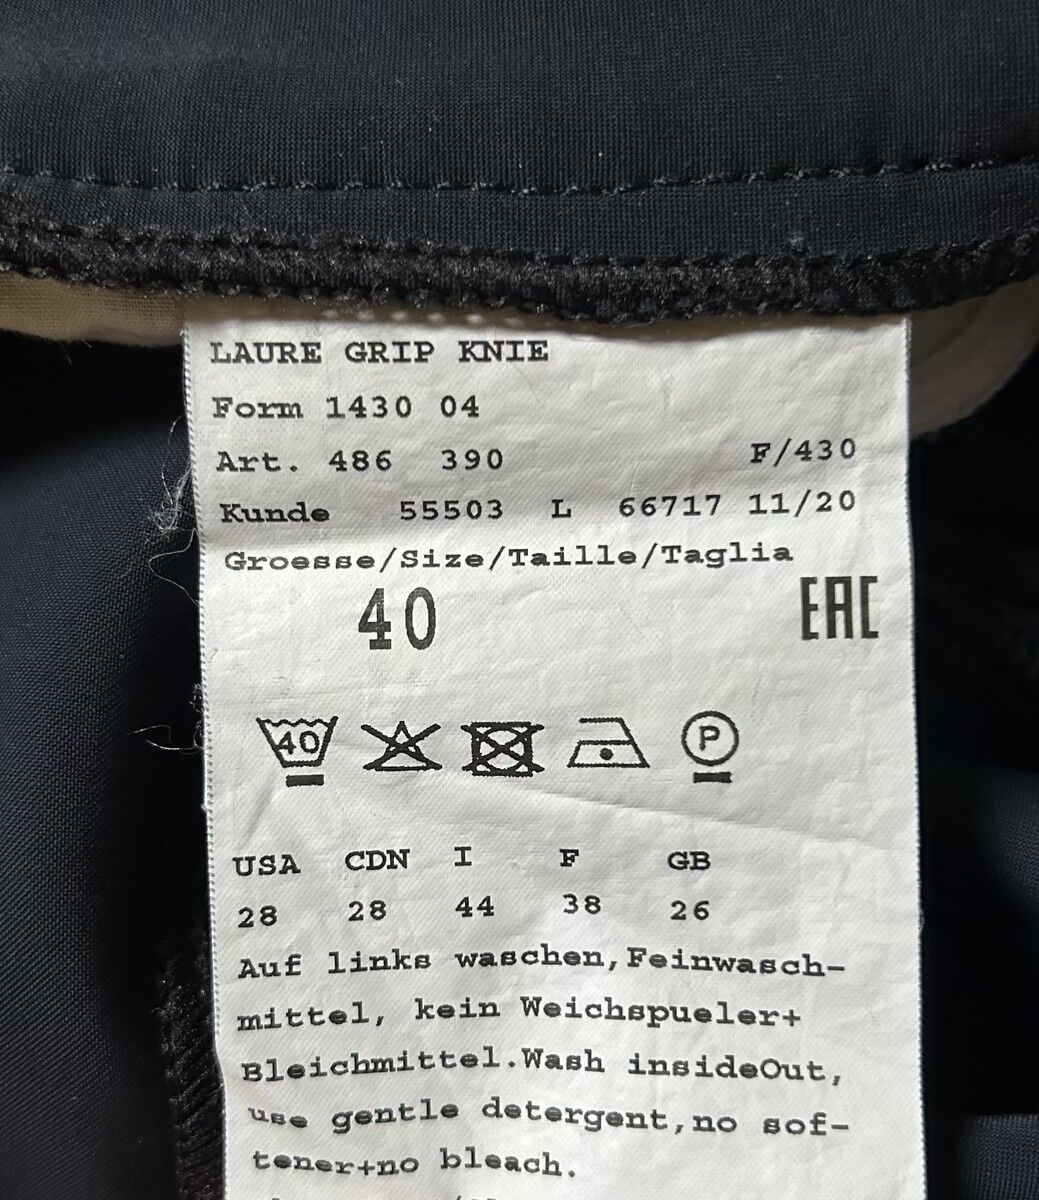 LAURE GRIP KNIE
Form 1430 04
Art. 486 390 F/430
Kunde 55503 L 66717 11/20
Groesse/Size/Taille/Taglia
40
EAC
40 P
USA CDN I F GB
28 28 44 38 26
Auf links waschen,Feinwasch-
mittel, kein Weichspueler+
Bleichmittel.Wash insideOut,
use gentle detergent,no sof-
tener+no bleach.